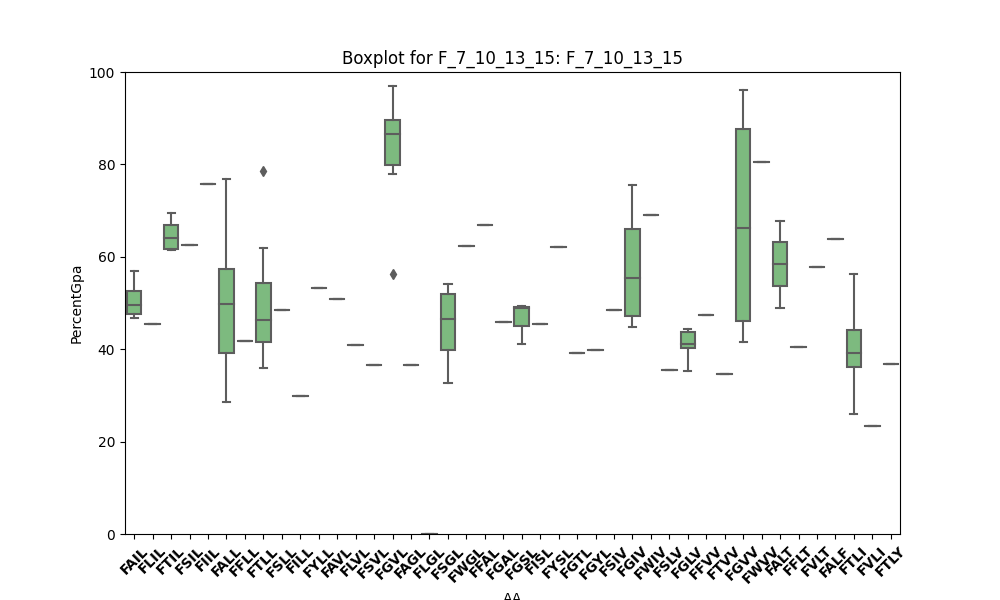 Boxplot for F_7_10_13_15: F_7_10_13_15
PercentGpa
100
80
60
40
20
0
FAIL
FLIL
FTIL
FSIL
FIIL
FALL
FFLL
FTLL
FSLL
FILL
FYLL
FAVL
FLVL
FSVL
FGVL
FAGL
FLGL
FSGL
FWGL
FFAL
FGAL
FGSL
FISL
FYSL
FGTL
FGYL
FSIV
FGIV
FWIV
FSLV
FGLV
FFVV
FTVV
FGVV
FWVV
FALT
FFLT
FVLT
FALF
FTLI
FVLI
FTLY
AA